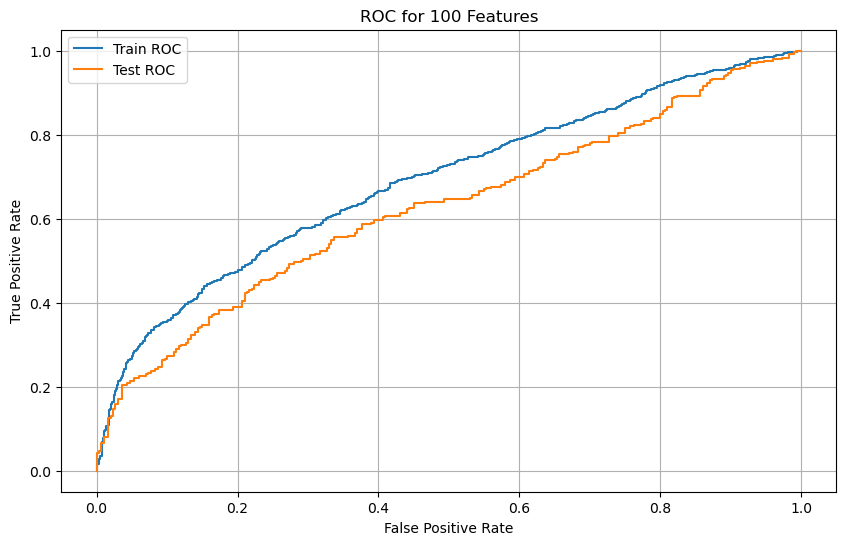 ROC for 100 Features
Train ROC
Test ROC
1.0
0.8
0.6
0.4
0.2
0.0
True Positive Rate
0.0 0.2 0.4 0.6 0.8 1.0
False Positive Rate